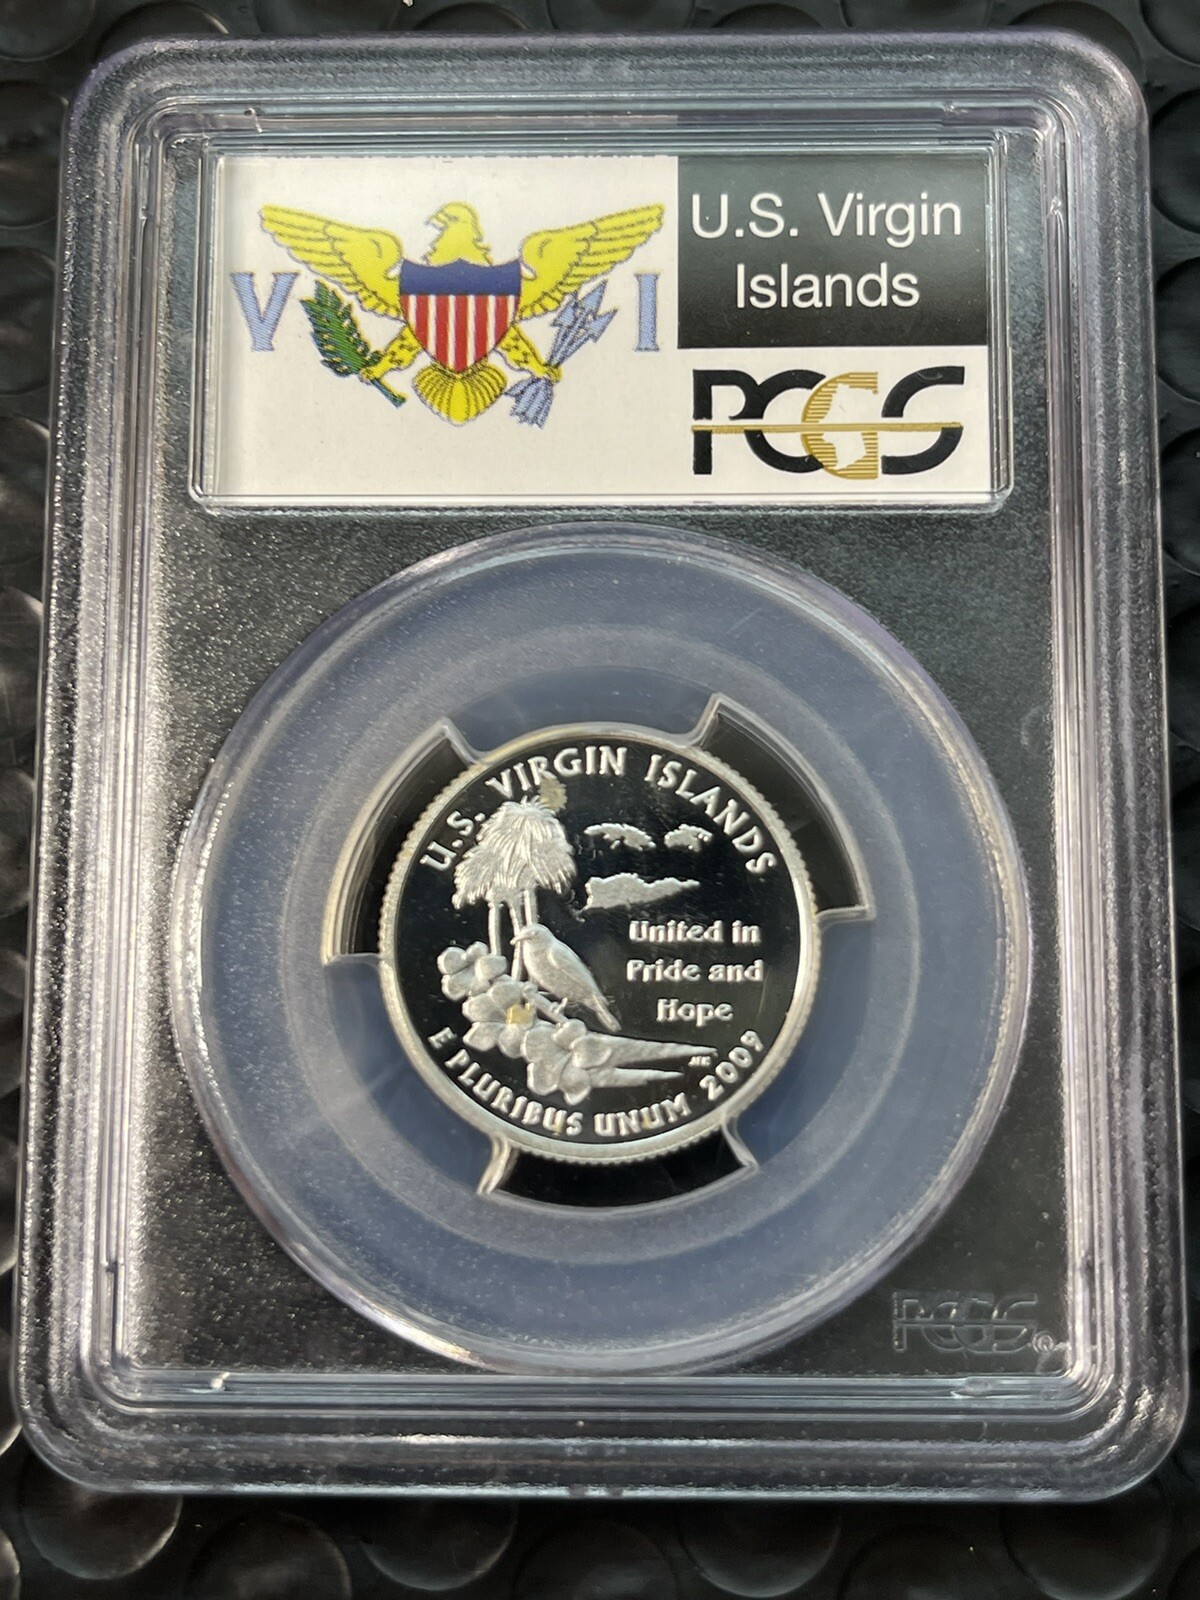 V I
U.S. Virgin
Islands
PCGS
U.S. VIRGIN ISLANDS
United in
Pride and
Hope
E PLURIBUS UNUM 2009
PCGS